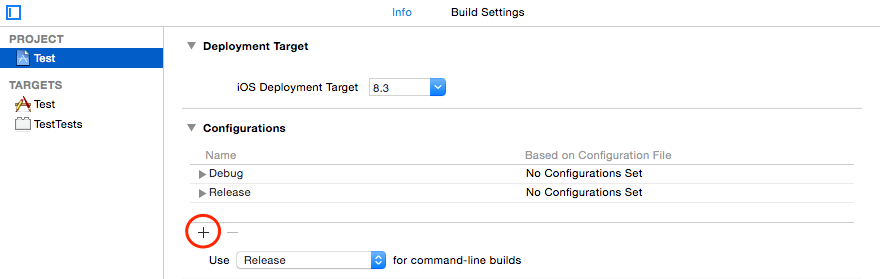 Info Build Settings
PROJECT
Test
TARGETS
Test
TestTests
Deployment Target
iOS Deployment Target 8.3
Configurations
Name Based on Configuration File
Debug No Configurations Set
Release No Configurations Set
Use Release for command-line builds